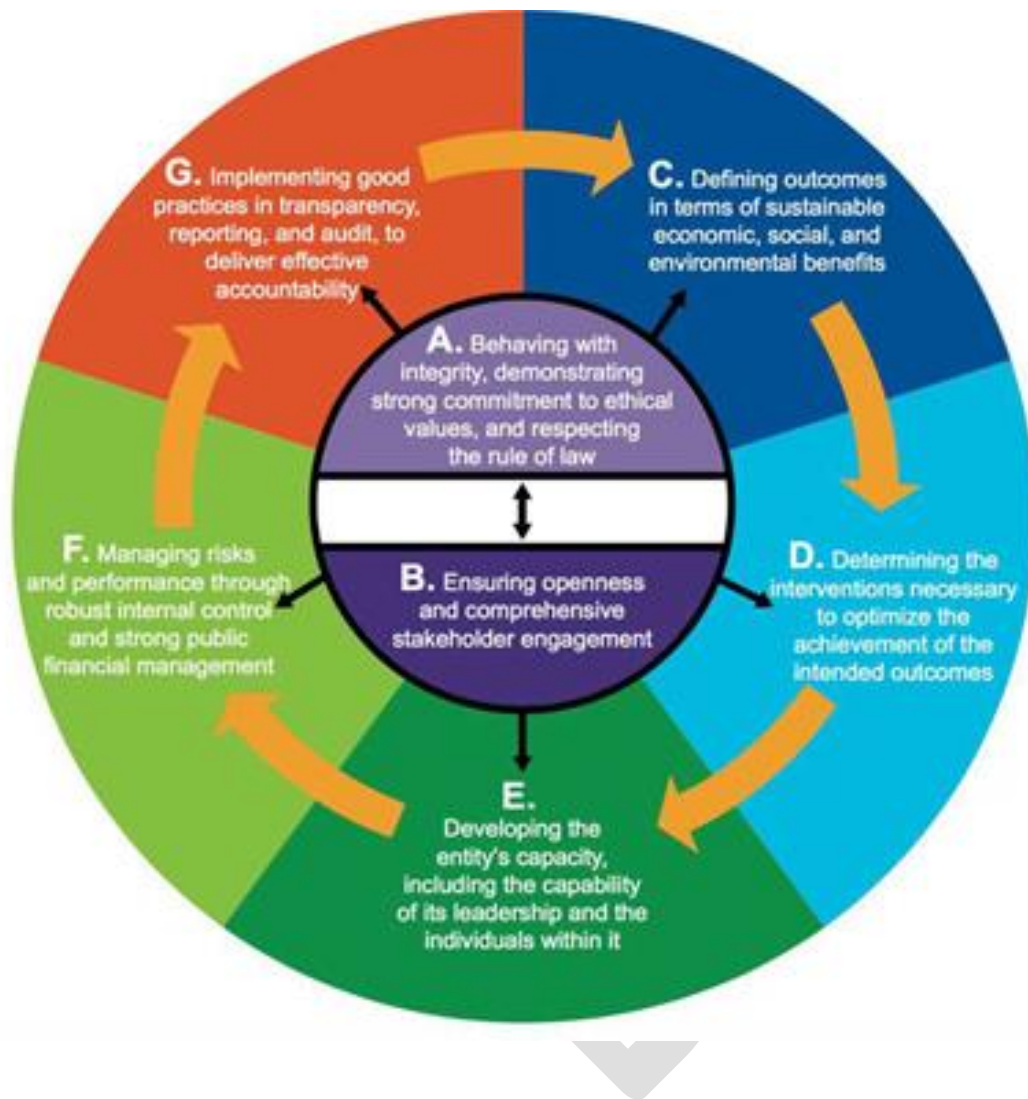 G. Implementing good
practices in transparency,
reporting, and audit, to
deliver effective
accountability
C. Defining outcomes
in terms of sustainable
economic, social, and
environmental benefits
A. Behaving with
integrity, demonstrating
strong commitment to ethical
values, and respecting
the rule of law
F. Managing risks
and performance through
robust internal control
and strong public
financial management
B. Ensuring openness
and comprehensive
stakeholder engagement
D. Determining the
interventions necessary
to optimize the
achievement of the
intended outcomes
E.
Developing the
entity's capacity,
including the capability
of its leadership and the
individuals within it